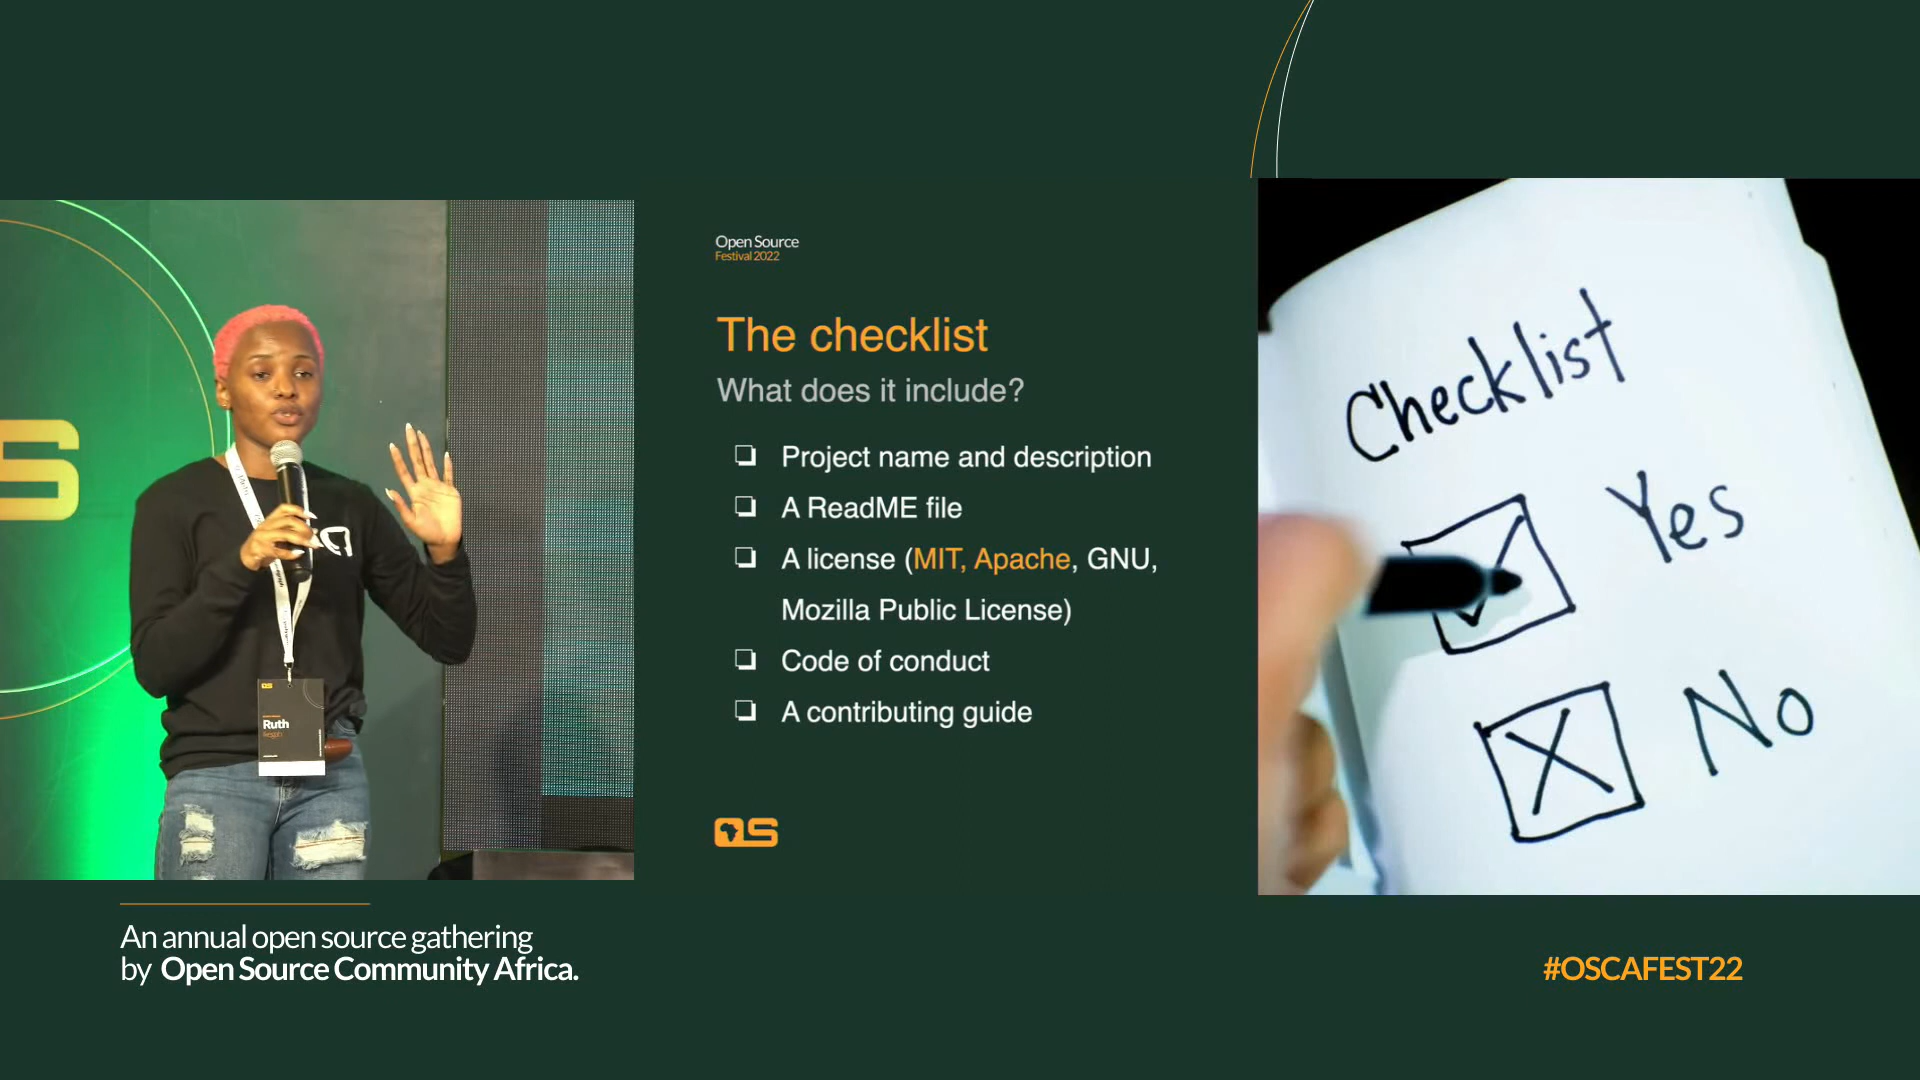 Open Source
Festival 2022
The checklist
What does it include?
Project name and description
A ReadME file
A license (MIT, Apache, GNU,
Mozilla Public License)
Code of conduct
A contributing guide
OS
Checklist
Yes
No
S
Ruth
An annual open source gathering
by Open Source Community Africa.
#OSCAFEST22